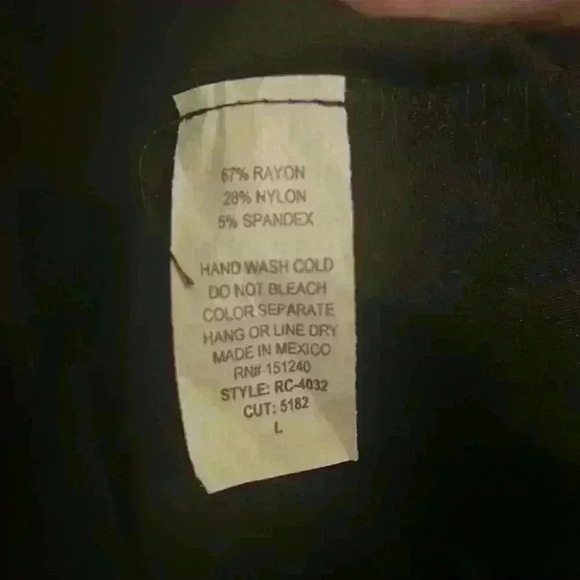 67% RAYON
28% NYLON
5% SPANDEX
HAND WASH COLD
DO NOT BLEACH
COLOR SEPARATE
HANG OR LINE DRY
MADE IN MEXICO
RN# 151240
STYLE: RC-4032
CUT: 5182
L